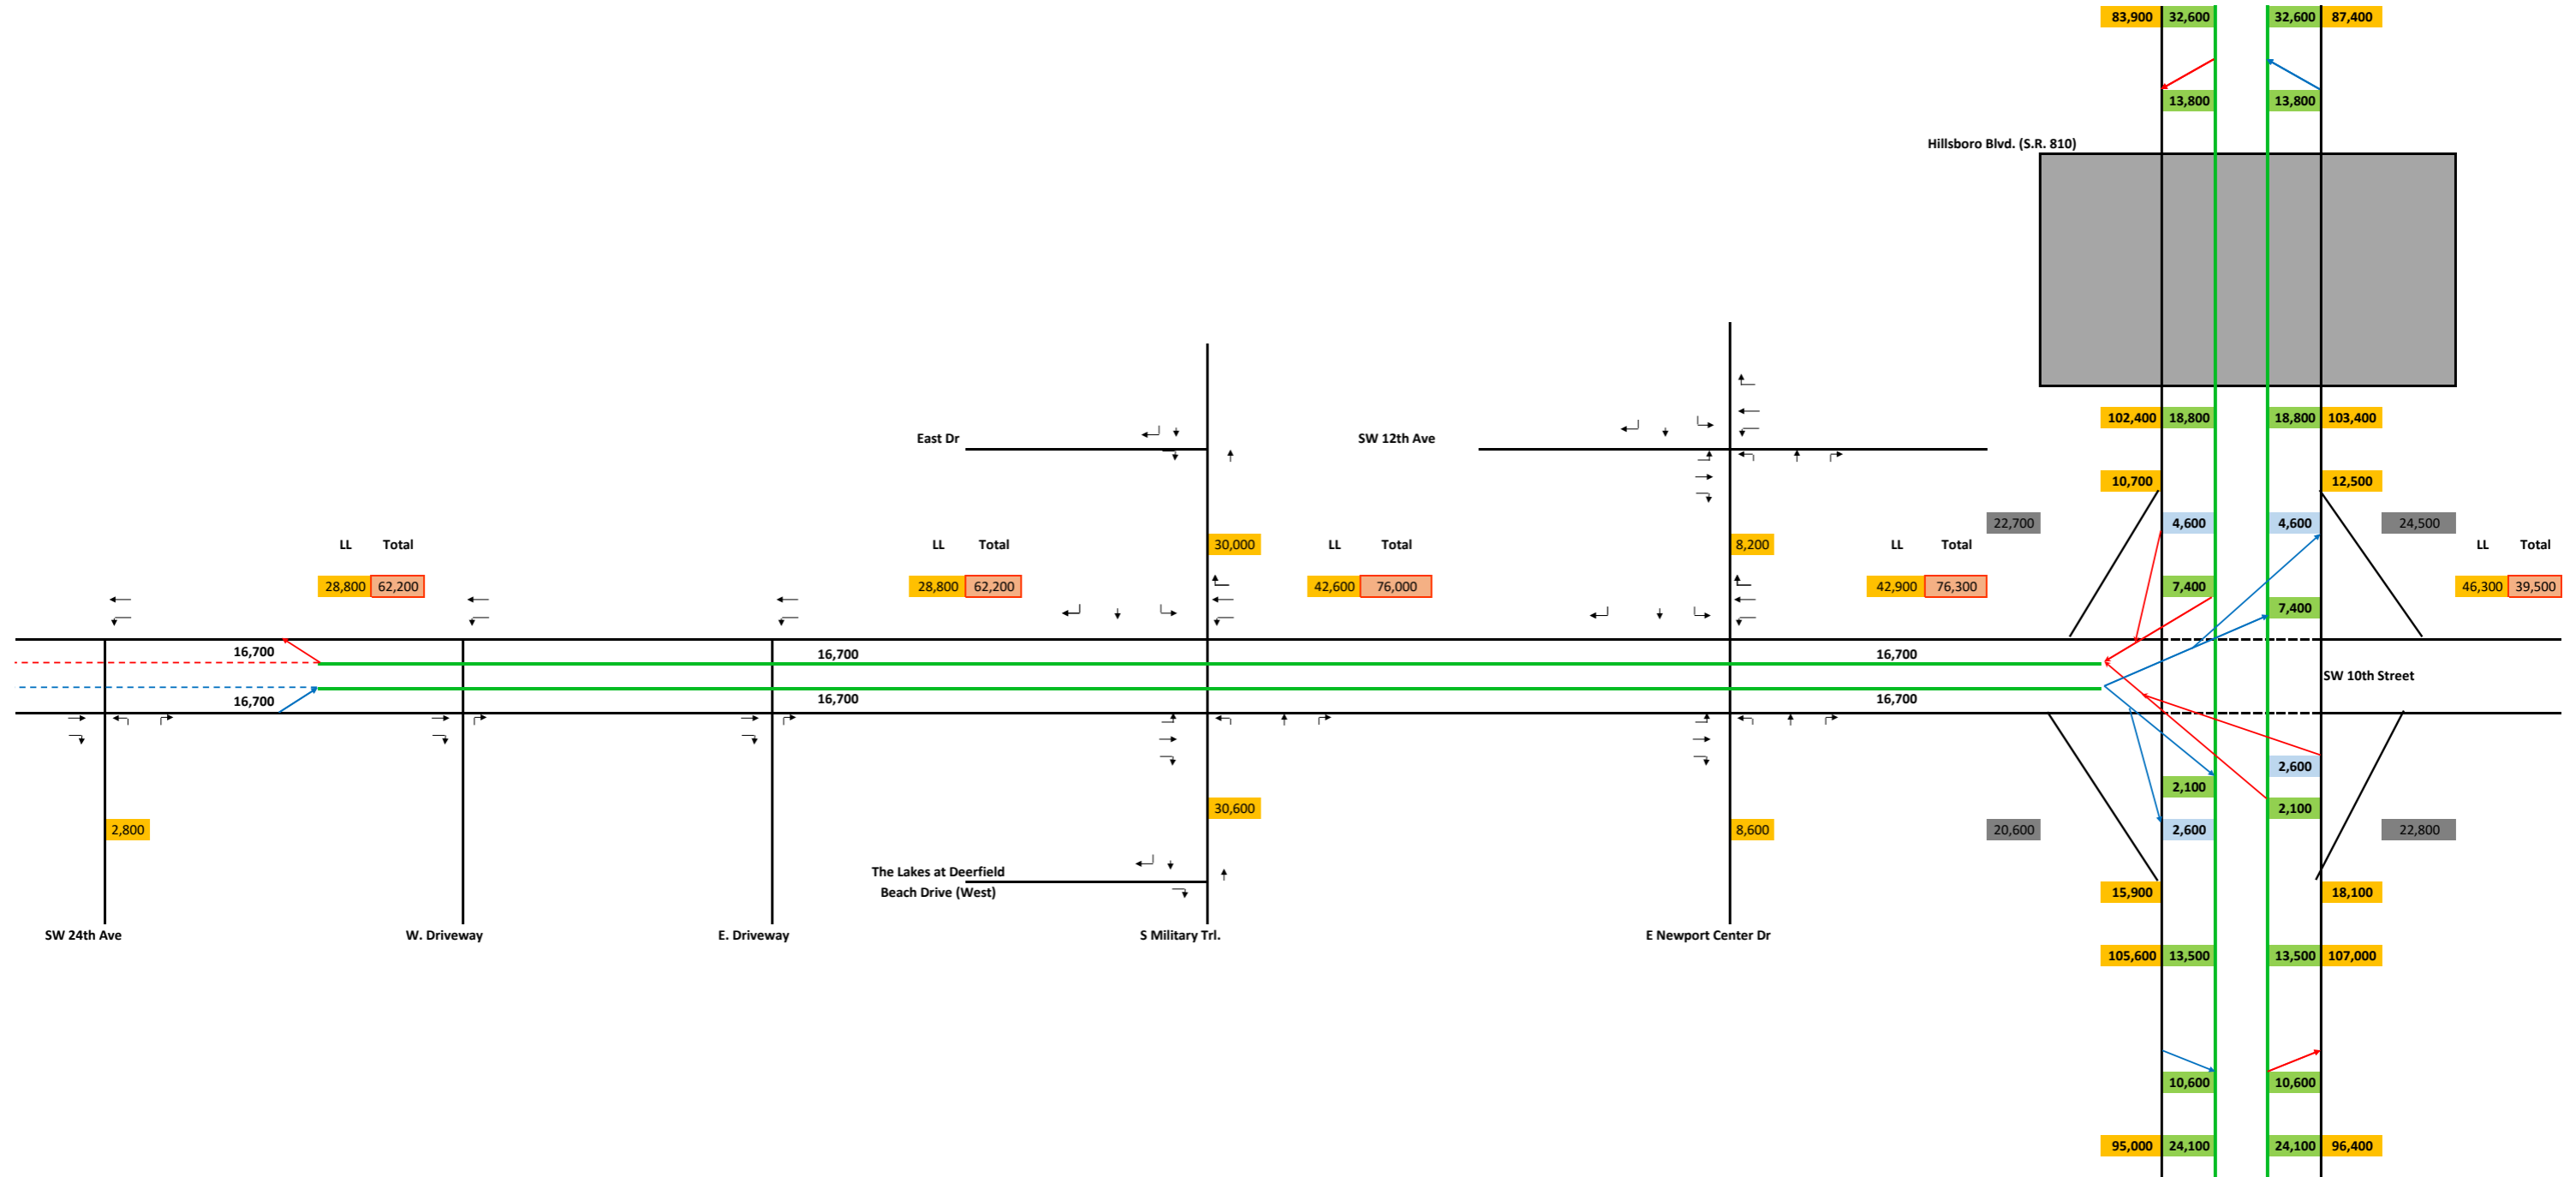 83,900 32,600 32,600 87,400
13,800 13,800
Hillsboro Blvd. (S.R. 810)
102,400 18,800 18,800 103,400
East Dr
SW 12th Ave
10,700 12,500
22,700 4,600 4,600 24,500
LL Total
LL Total
30,000
LL Total
8,200
LL Total
LL Total
28,800 62,200
28,800 62,200
42,600 76,000
42,900 76,300
7,400
46,300 39,500
7,400
16,700
16,700
16,700
SW 10th Street
16,700
16,700
16,700
2,600
2,100
2,100
2,800
30,600
8,600
20,600
2,600
22,800
The Lakes at Deerfield
Beach Drive (West)
15,900 18,100
SW 24th Ave
W. Driveway
E. Driveway
S Military Trl.
E Newport Center Dr
105,600 13,500 13,500 107,000
10,600 10,600
95,000 24,100 24,100 96,400